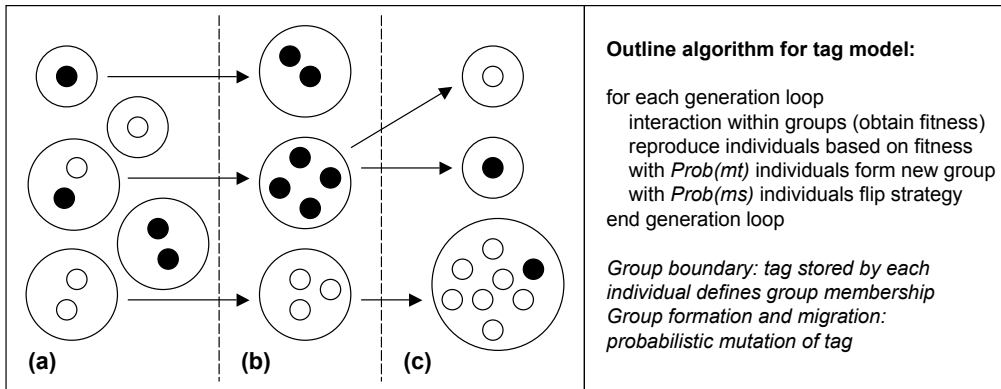 (a)
(b)
(c)
Outline algorithm for tag model:
for each generation loop
interaction within groups (obtain fitness)
reproduce individuals based on fitness
with Prob(mt) individuals form new group
with Prob(ms) individuals flip strategy
end generation loop
Group boundary: tag stored by each
individual defines group membership
Group formation and migration:
probabilistic mutation of tag